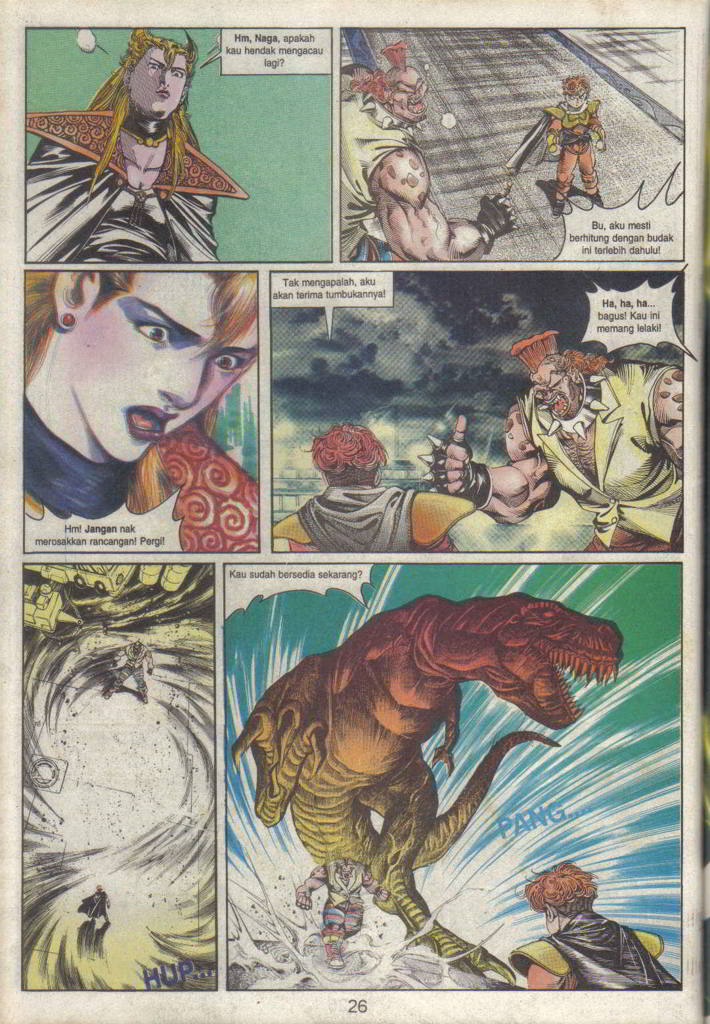 Hm, Naga, apakah
kau hendak mengacau
lagi?
Bu, aku mesti
berhitung dengan budak
ini terlebih dahulu!
Hm! Jangan nak
merosakkan rancangan! Pergi!
Tak mengapalah, aku
akan terima tumbukannya!
Ha, ha, ha...
bagus! Kau ini
memang lelaki!
HUP...
Kau sudah bersedia sekarang?
PANG....
26